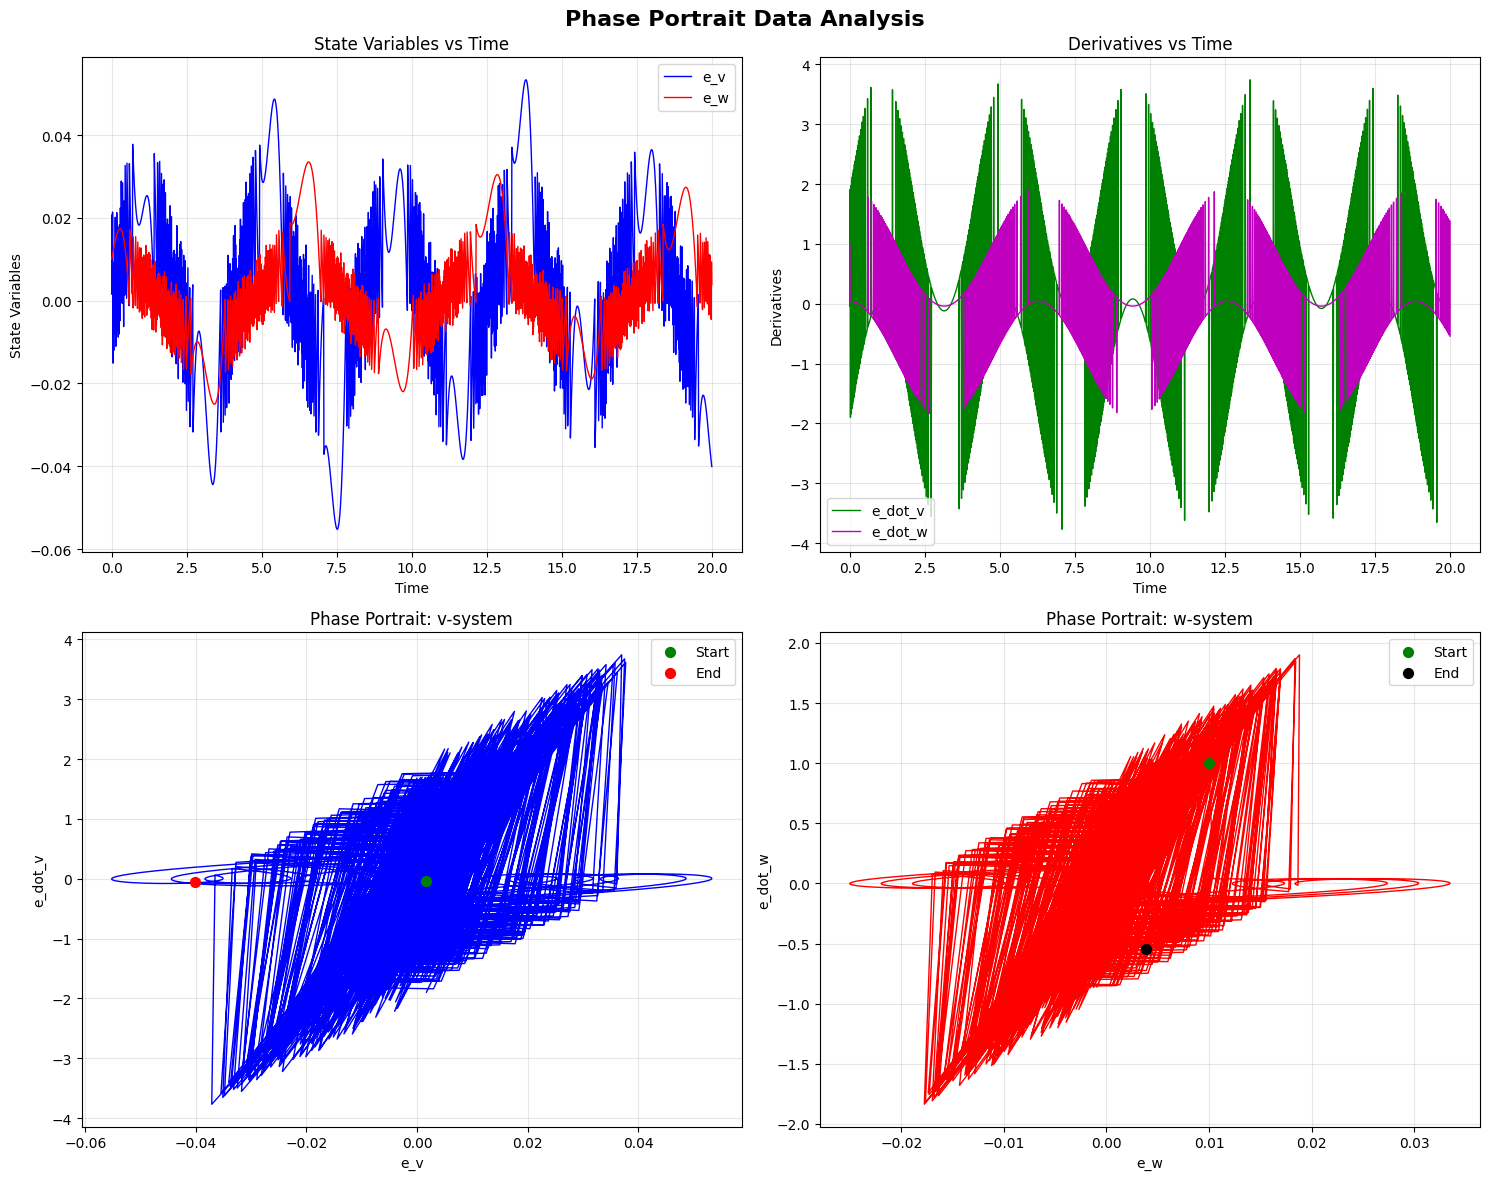 Phase Portrait Data Analysis
State Variables vs Time
State Variables
0.04
0.02
0.00
−0.02
−0.04
−0.06
0.0 2.5 5.0 7.5 10.0 12.5 15.0 17.5 20.0
Time
e_v
e_w
Derivatives vs Time
Derivatives
4
3
2
1
0
−1
−2
−3
−4
0.0 2.5 5.0 7.5 10.0 12.5 15.0 17.5 20.0
Time
e_dot_v
e_dot_w
Phase Portrait: v-system
e_dot_v
4
3
2
1
0
−1
−2
−3
−4
−0.06 −0.04 −0.02 0.00 0.02 0.04
e_v
Start
End
Phase Portrait: w-system
e_dot_w
2.0
1.5
1.0
0.5
0.0
−0.5
−1.0
−1.5
−2.0
−0.02 −0.01 0.00 0.01 0.02 0.03
e_w
Start
End